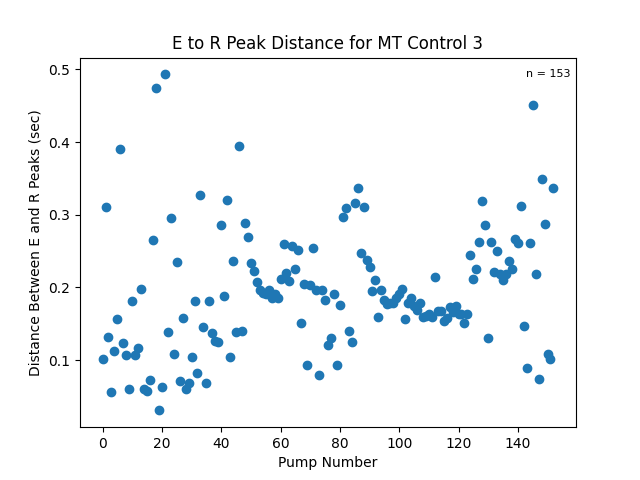 E to R Peak Distance for MT Control 3
n = 153
Distance Between E and R Peaks (sec)
0.5
0.4
0.3
0.2
0.1
0 20 40 60 80 100 120 140
Pump Number